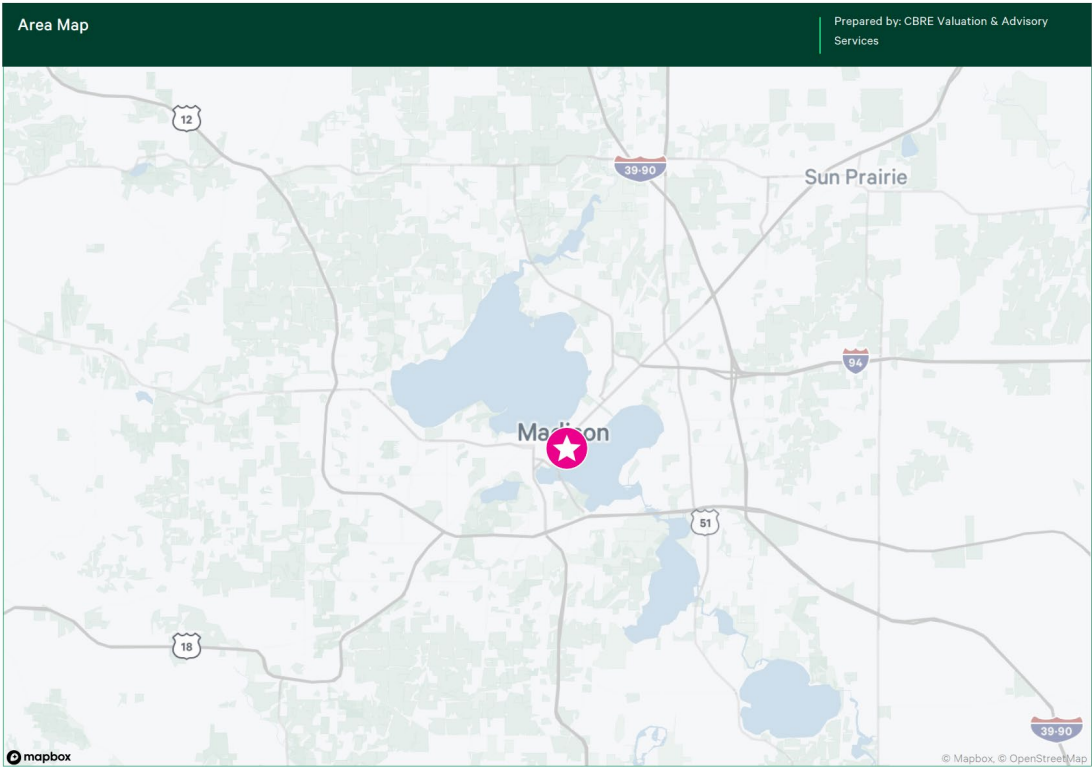 Area Map
Prepared by: CBRE Valuation & Advisory
Services
12
39-90
Sun Prairie
94
Madison
51
18
39-90
mapbox
© Mapbox, © OpenStreetMap